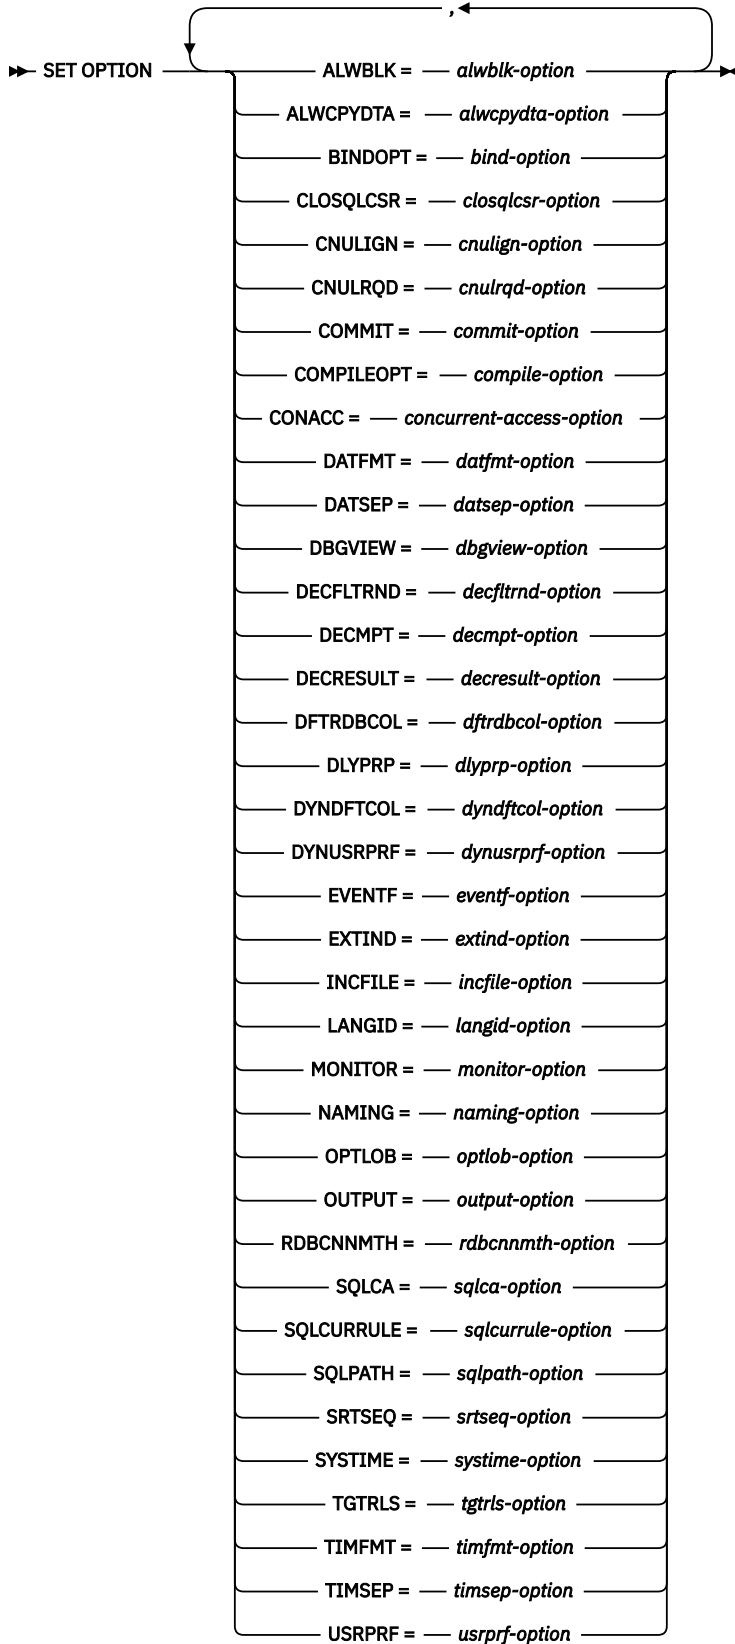 ,
SET OPTION ALWBLK = alwblk-option
ALWCPYDTA = alwcpydta-option
BINDOPT = bind-option
CLOSQLCSR = closqlcsr-option
CNULIGN = cnulign-option
CNULRQD = cnulrqd-option
COMMIT = commit-option
COMPILEOPT = compile-option
CONACC = concurrent-access-option
DATFMT = datfmt-option
DATSEP = datsep-option
DBGVIEW = dbgview-option
DECFLTRND = decfltrnd-option
DECMPT = decmpt-option
DECRESULT = decresult-option
DFTRDBCOL = dftrdbcol-option
DLYPRP = dlyprp-option
DYNDFTCOL = dyndftcol-option
DYNUSRPRF = dynusrprf-option
EVENTF = eventf-option
EXTIND = extind-option
INCFILE = incfile-option
LANGID = langid-option
MONITOR = monitor-option
NAMING = naming-option
OPTLOB = optlob-option
OUTPUT = output-option
RDBCNNMTH = rdbcnnmth-option
SQLCA = sqlca-option
SQLCURRULE = sqlcurrule-option
SQLPATH = sqlpath-option
SRTSEQ = srtseq-option
SYSTIME = systime-option
TGTRLS = tgtrls-option
TIMFMT = timfmt-option
TIMSEP = timsep-option
USRPRF = usrprf-option